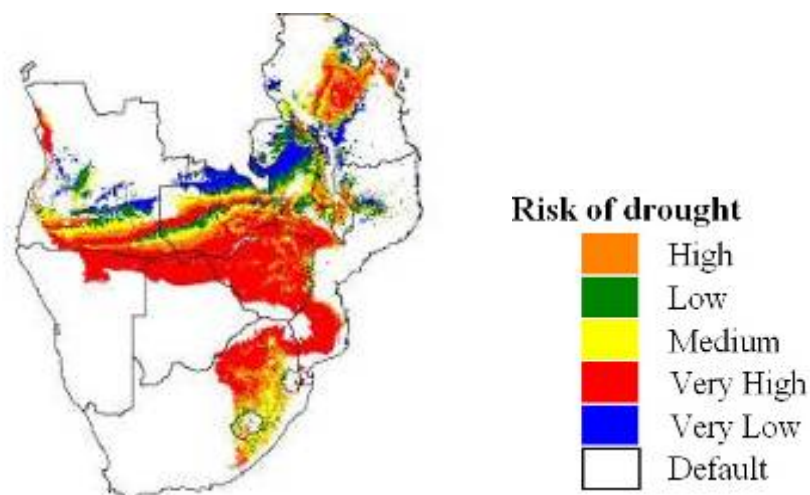 Risk of drought
High
Low
Medium
Very High
Very Low
Default